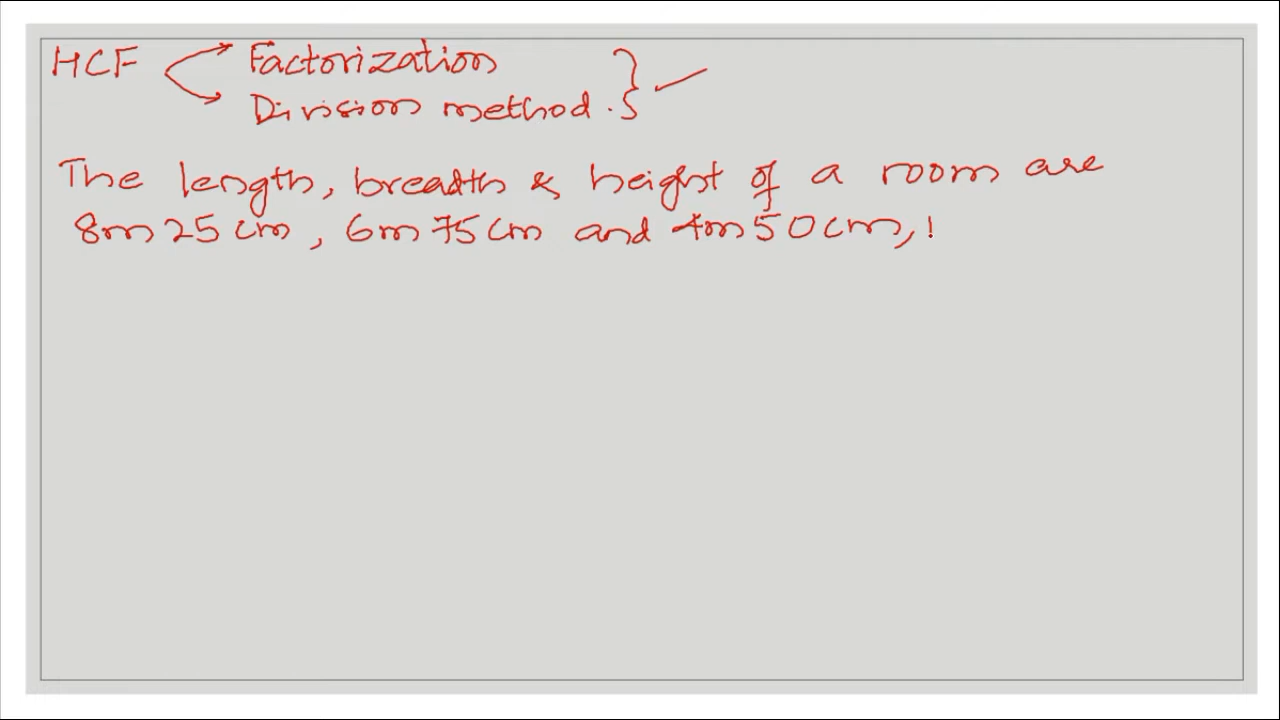 HCF
Factorization
Division method.
The length, breadth & height of a room are
8m 25 cm, 6m 75 cm and 4m 50 cm,